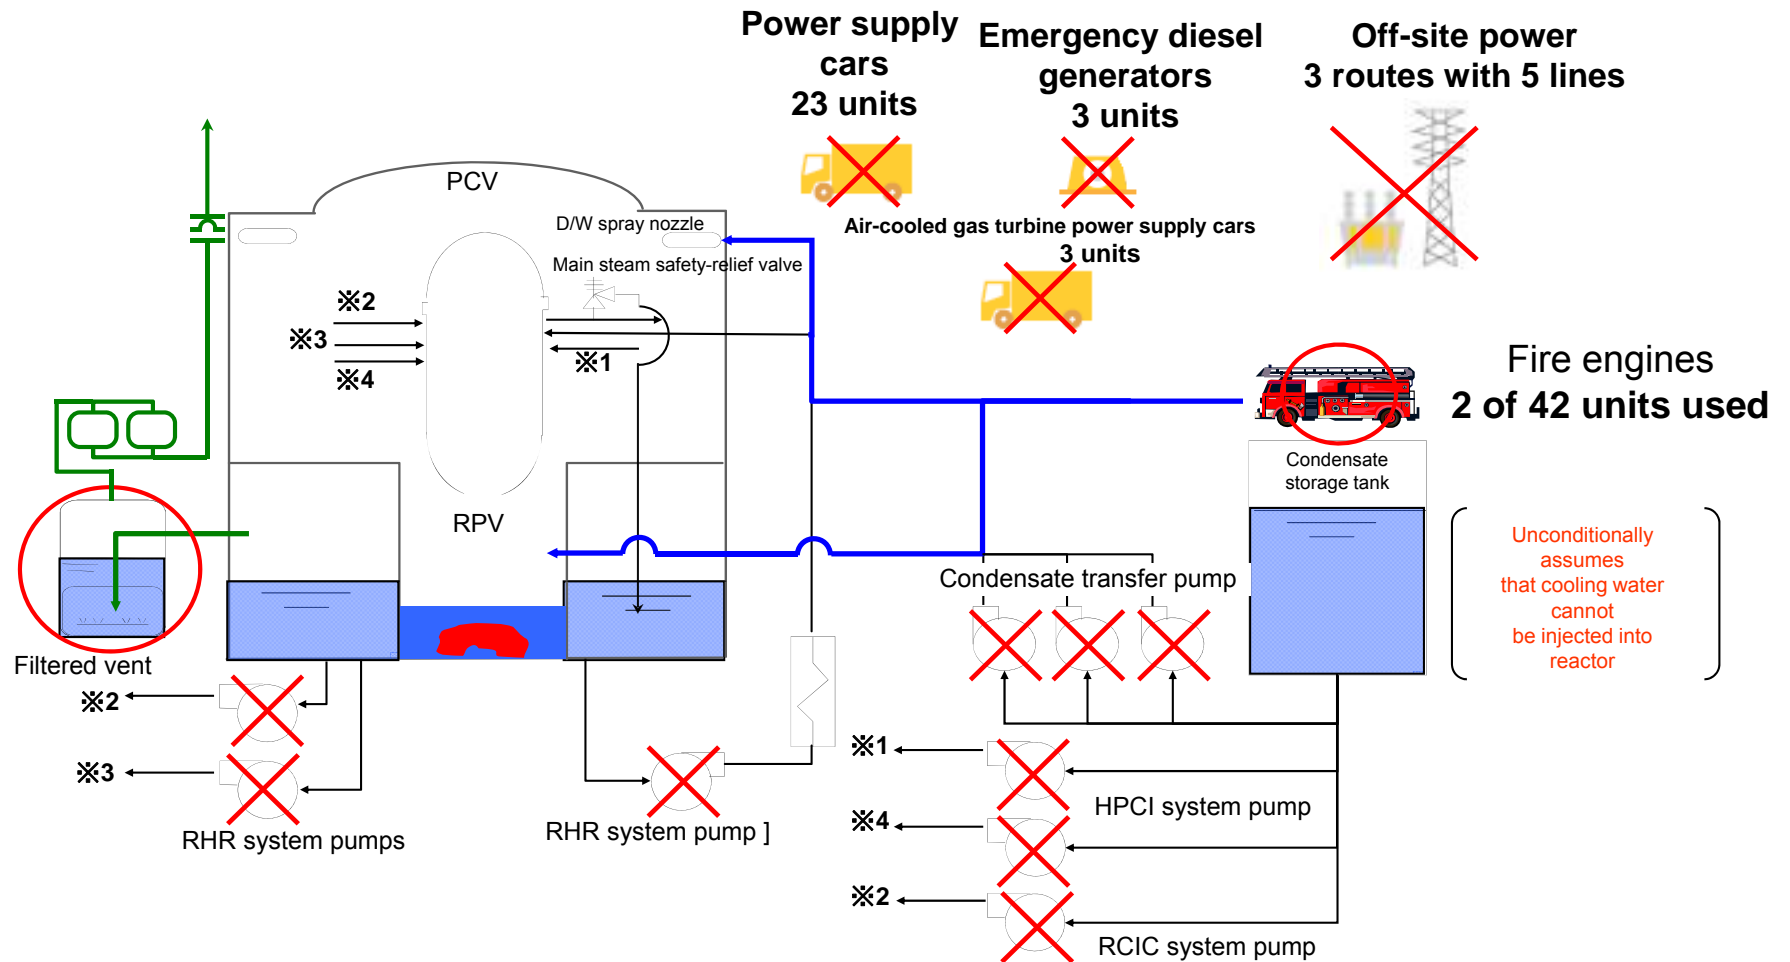 Power supply
cars
23 units
Emergency diesel
generators
3 units
Off-site power
3 routes with 5 lines
Air-cooled gas turbine power supply cars
3 units
PCV
D/W spray nozzle
Main steam safety-relief valve
※2
※3
※4
※1
RPV
Fire engines
2 of 42 units used
Condensate
storage tank
Unconditionally
assumes
that cooling water
cannot
be injected into
reactor
Condensate transfer pump
Filtered vent
※2
※3
RHR system pumps
RHR system pump ]
※1
HPCI system pump
※4
※2
RCIC system pump